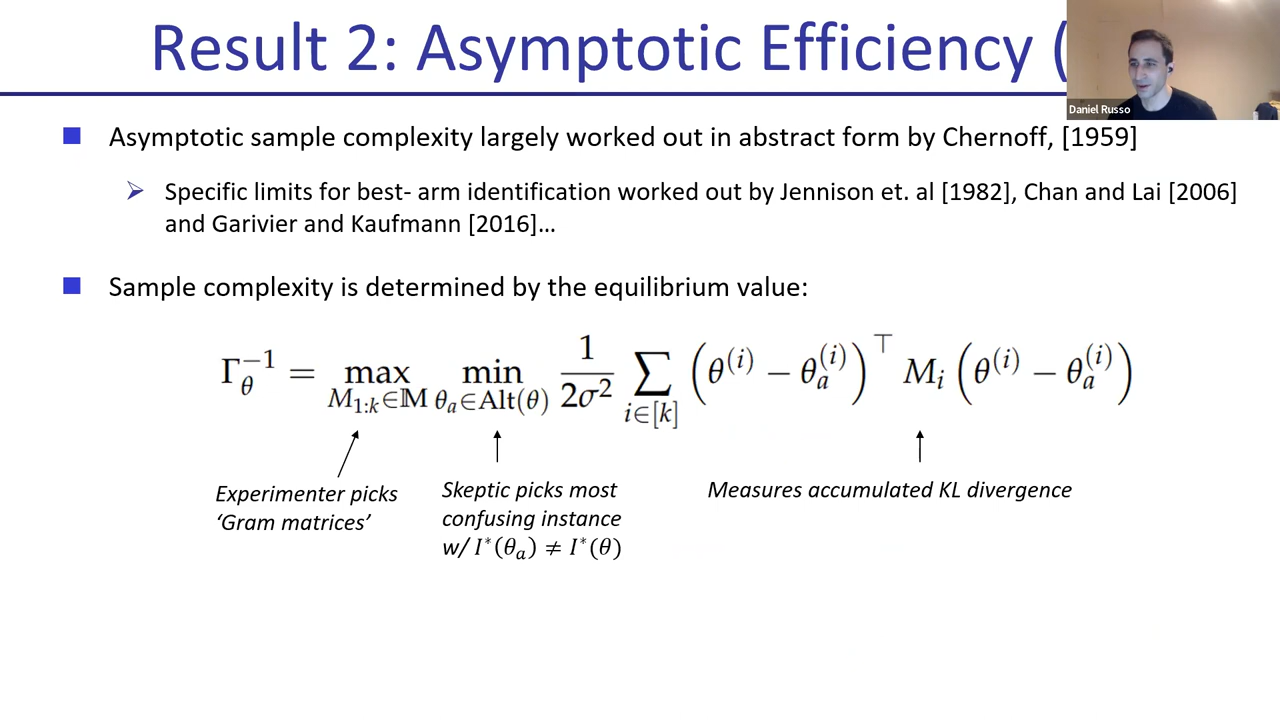 Result 2: Asymptotic Efficiency (
Daniel Russo
Asymptotic sample complexity largely worked out in abstract form by Chernoff, [1959]
Specific limits for best- arm identification worked out by Jennison et. al [1982], Chan and Lai [2006]
and Garivier and Kaufmann [2016]…
Sample complexity is determined by the equilibrium value:
Γ_θ^{-1} = max_{M_{1:k}∈𝕄} min_{θ_a∈Alt(θ)} 1/(2σ²) ∑_{i∈[k]} (θ^{(i)} − θ_a^{(i)})^⊤ M_i (θ^{(i)} − θ_a^{(i)})
Experimenter picks
‘Gram matrices’
Skeptic picks most
confusing instance
w/ I*(θ_a) ≠ I*(θ)
Measures accumulated KL divergence